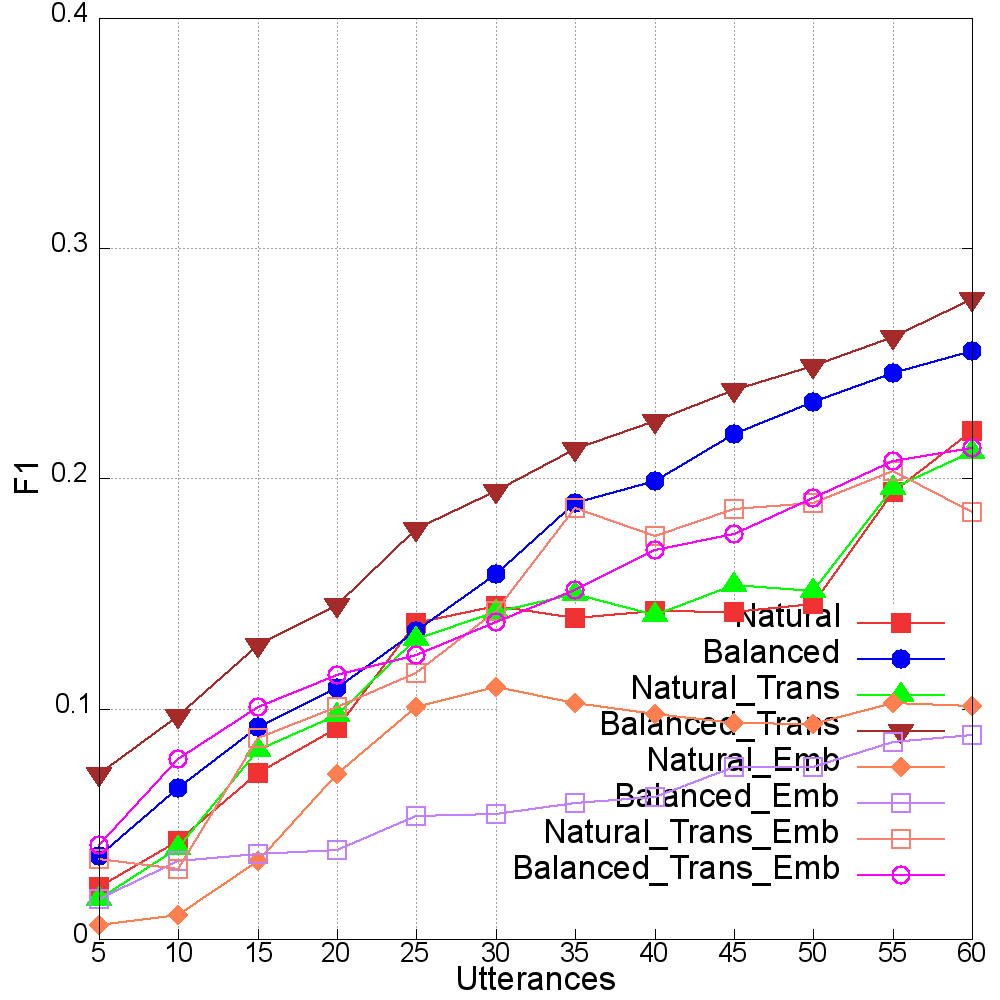 0.4
0.3
0.2
0.1
0
F1
Natural
Balanced
Natural_Trans
Balanced_Trans
Natural_Emb
Balanced_Emb
Natural_Trans_Emb
Balanced_Trans_Emb
5 10 15 20 25 30 35 40 45 50 55 60
Utterances